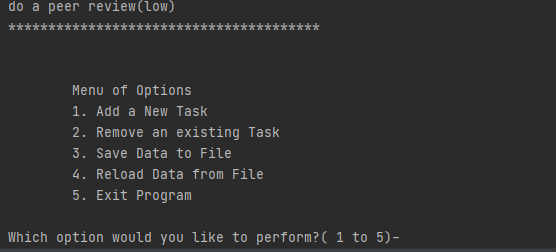 do a peer review(low)
***************************************
Menu of Options
1. Add a New Task
2. Remove an existing Task
3. Save Data to File
4. Reload Data from File
5. Exit Program
Which option would you like to perform?( 1 to 5)–